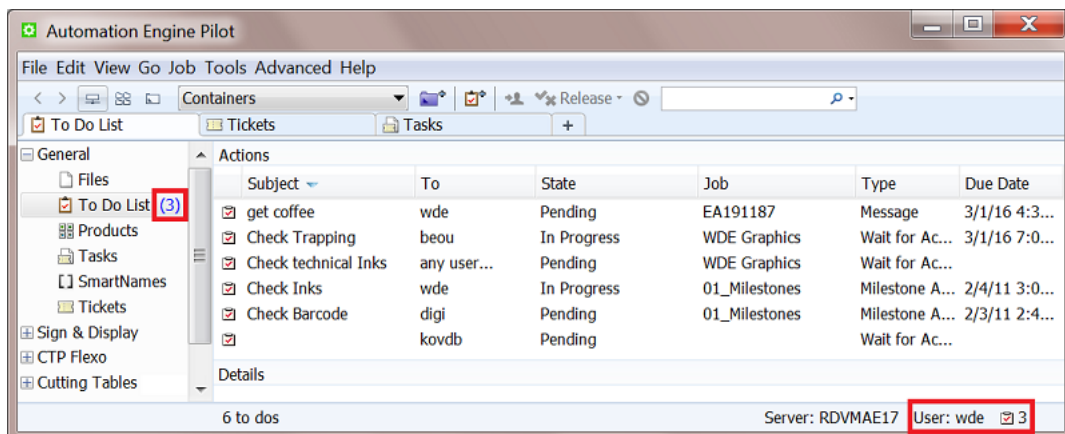 Automation Engine Pilot
File Edit View Go Job Tools Advanced Help
Containers Release
To Do List Tickets Tasks +
General
Files
To Do List (3)
Products
Tasks
SmartNames
Tickets
Sign & Display
CTP Flexo
Cutting Tables
Actions
Subject To State Job Type Due Date
get coffee wde Pending EA191187 Message 3/1/16 4:3...
Check Trapping beou In Progress WDE Graphics Wait for Ac... 3/1/16 7:0...
Check technical Inks any user... Pending WDE Graphics Wait for Ac...
Check Inks wde In Progress 01_Milestones Milestone A... 2/4/11 3:0...
Check Barcode digi Pending 01_Milestones Milestone A... 2/3/11 2:4...
kovdb Pending Wait for Ac...
Details
6 to dos Server: RDVMAE17 User: wde 3